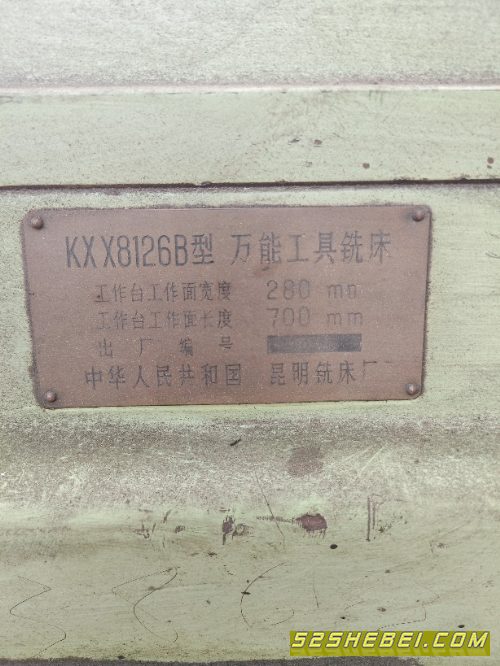 KXX8126B型 万能工具铣床
工作台工作面宽度 280 mm
工作台工作面长度 700 mm
出厂编号
中华人民共和国 昆明铣床厂
52SHEBEI.COM